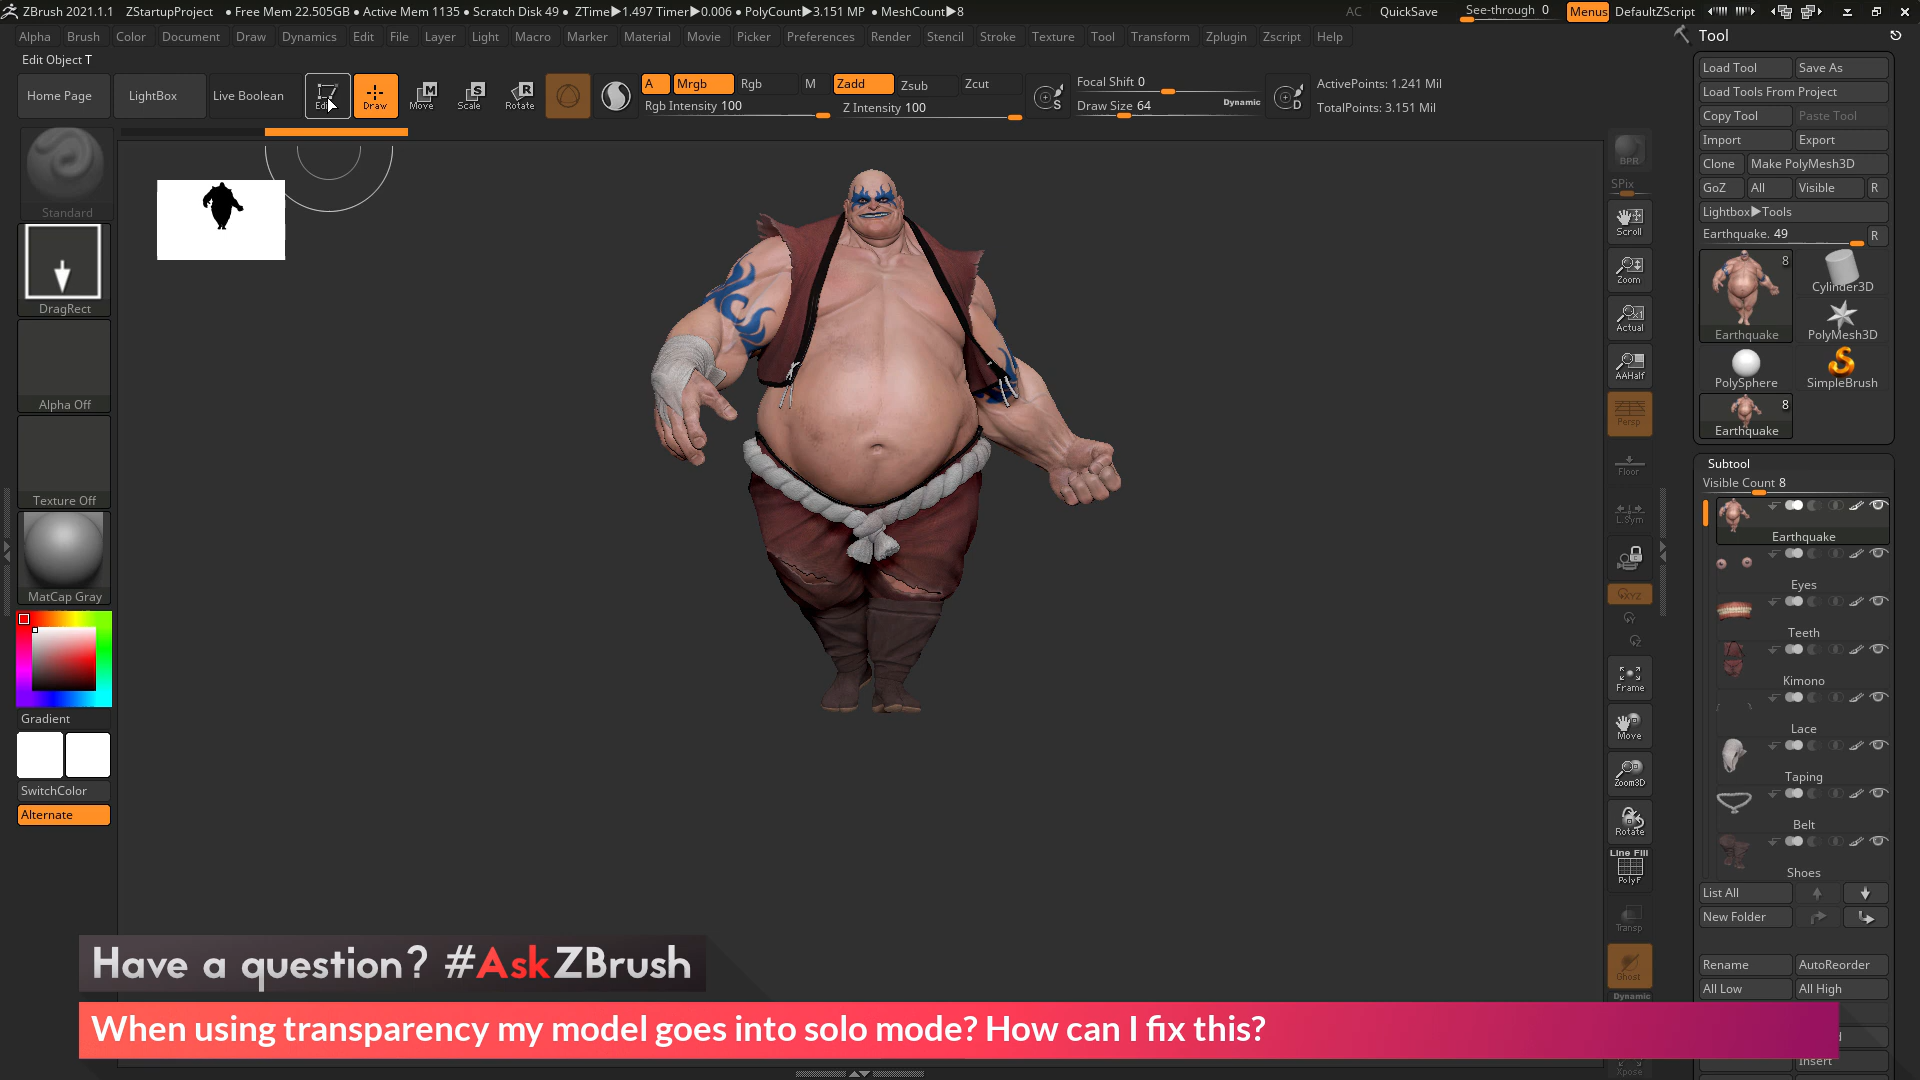 ZBrush 2021.1.1 ZStartupProject • Free Mem 22.505GB • Active Mem 1135 • Scratch Disk 49 • ZTime▶1.497 Timer▶0.006 • PolyCount▶3.151 MP • MeshCount▶8 AC QuickSave See-through 0 Menus DefaultZScript
Alpha Brush Color Document Draw Dynamics Edit File Layer Light Macro Marker Material Movie Picker Preferences Render Stencil Stroke Texture Tool Transform Zplugin Zscript Help
Tool
Edit Object T
Home Page LightBox Live Boolean Edit Draw Move Scale Rotate
A Mrgb Rgb M Zadd Zsub Zcut
Rgb Intensity 100 Z Intensity 100
S Focal Shift 0
Draw Size 64 Dynamic
D ActivePoints: 1.241 Mil
TotalPoints: 3.151 Mil
Standard
DragRect
Alpha Off
Texture Off
MatCap Gray
Gradient
SwitchColor
Alternate
BPR
SPix
Scroll
Zoom
Actual
AAHalf
Persp
Floor
L.Sym
XYZ
Frame
Move
Zoom3D
Rotate
Line Fill
PolyF
Transp
Ghost
Dynamic
Xpose
Load Tool Save As
Load Tools From Project
Copy Tool Paste Tool
Import Export
Clone Make PolyMesh3D
GoZ All Visible R
Lightbox▶Tools
Earthquake. 49 R
8
Earthquake Cylinder3D
PolyMesh3D
PolySphere SimpleBrush
8
Earthquake
Subtool
Visible Count 8
Earthquake
Eyes
Teeth
Kimono
Lace
Taping
Belt
Shoes
List All
New Folder
Rename AutoReorder
All Low All High
Insert
Have a question? #AskZBrush
When using transparency my model goes into solo mode? How can I fix this?